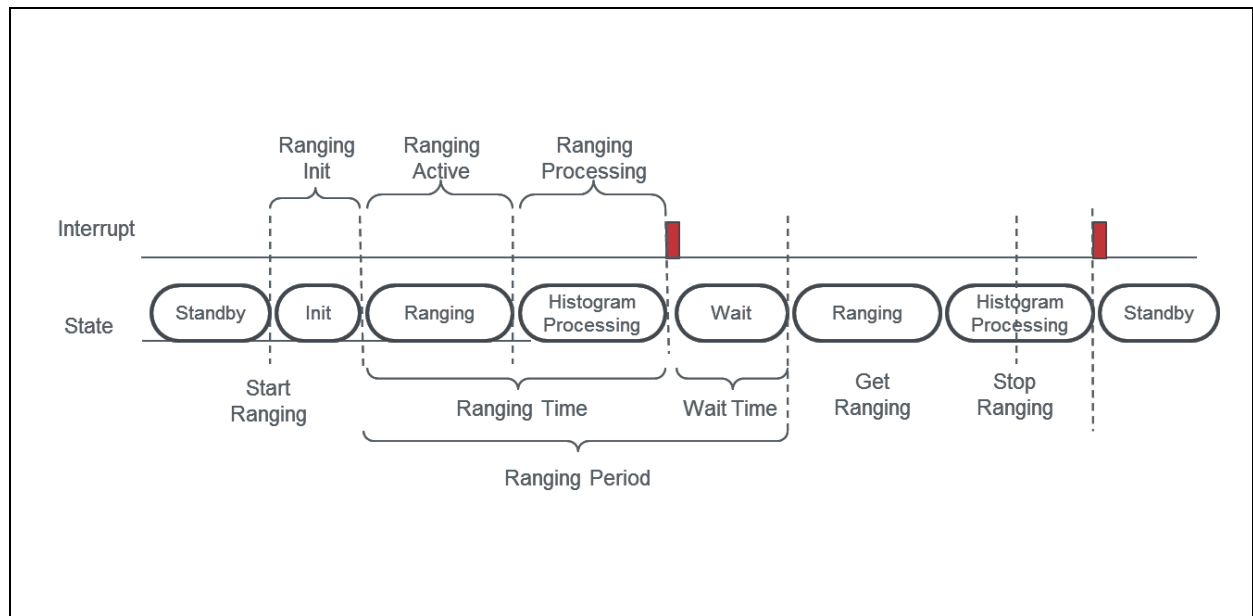 Ranging
Init
Ranging
Active
Ranging
Processing
Interrupt
State
Standby
Init
Ranging
Histogram
Processing
Wait
Ranging
Histogram
Processing
Standby
Start
Ranging
Ranging Time
Wait Time
Get
Ranging
Stop
Ranging
Ranging Period